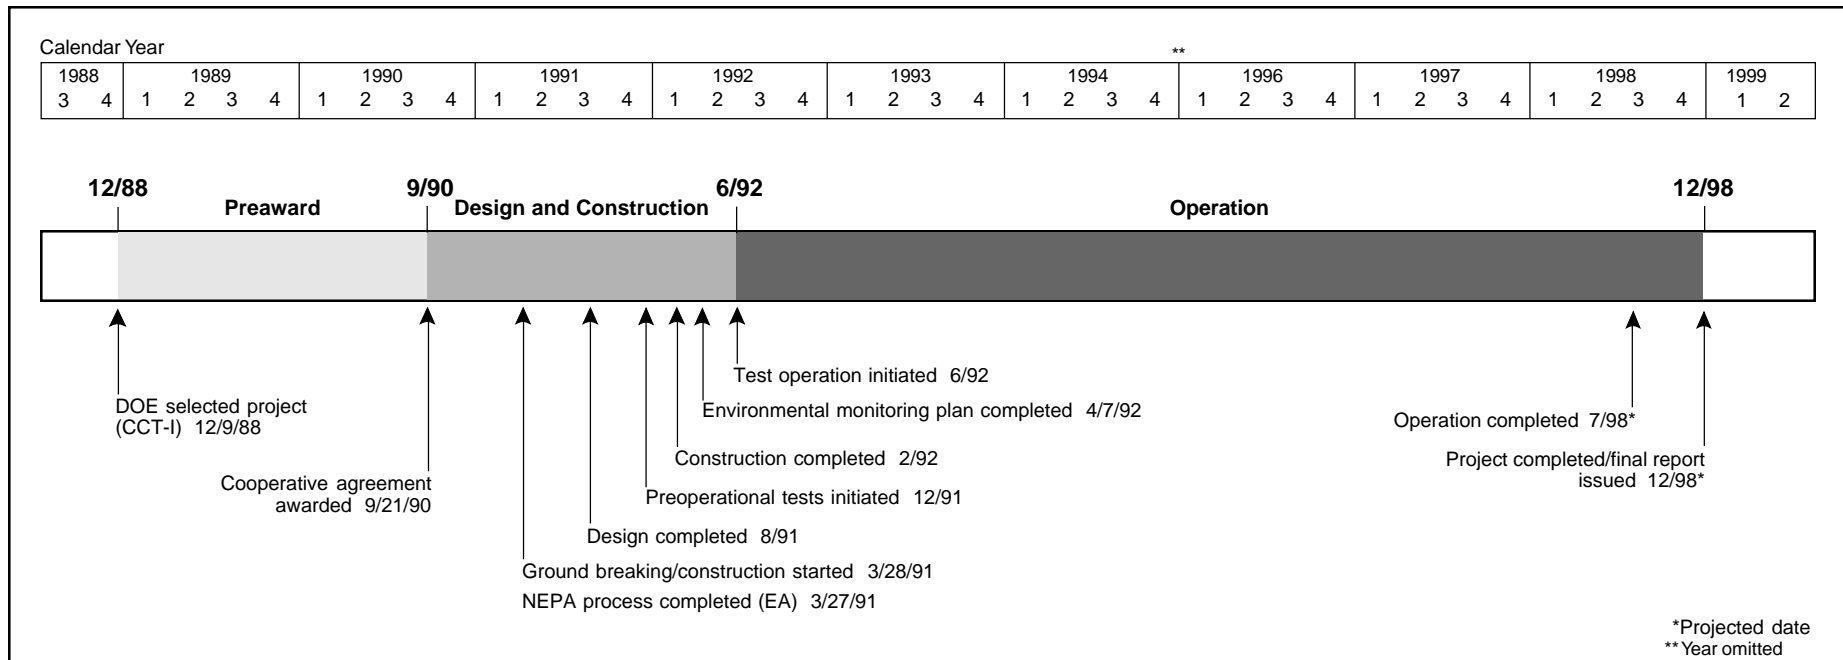 Calendar Year
**
1988 1989 1990 1991 1992 1993 1994 1996 1997 1998 1999
3 4 1 2 3 4 1 2 3 4 1 2 3 4 1 2 3 4 1 2 3 4 1 2 3 4 1 2 3 4 1 2 3 4 1 2 3 4 1 2
12/88 9/90 6/92 12/98
Preaward Design and Construction Operation
Test operation initiated 6/92
Environmental monitoring plan completed 4/7/92
DOE selected project
(CCT-I) 12/9/88
Operation completed 7/98*
Construction completed 2/92
Project completed/final report
issued 12/98*
Cooperative agreement
awarded 9/21/90
Preoperational tests initiated 12/91
Design completed 8/91
Ground breaking/construction started 3/28/91
NEPA process completed (EA) 3/27/91
*Projected date
**Year omitted